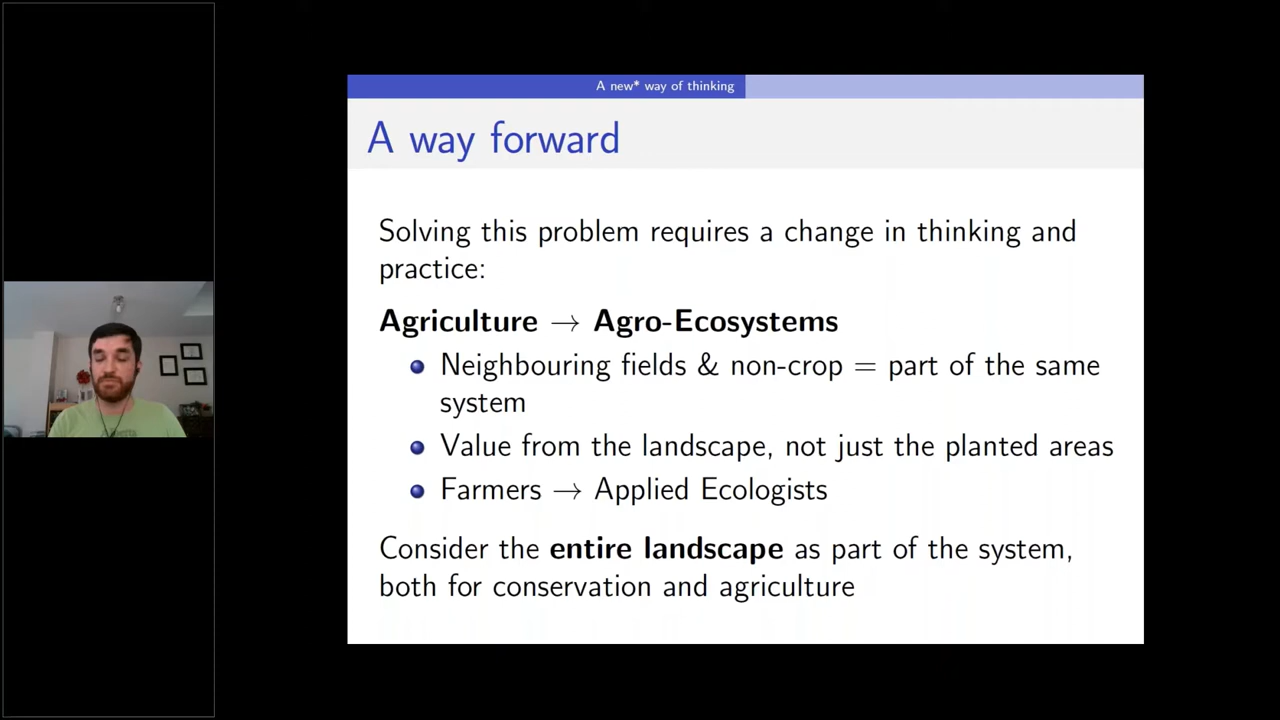 A new* way of thinking
A way forward
Solving this problem requires a change in thinking and
practice:
Agriculture → Agro-Ecosystems
Neighbouring fields & non-crop = part of the same
system
Value from the landscape, not just the planted areas
Farmers → Applied Ecologists
Consider the entire landscape as part of the system,
both for conservation and agriculture